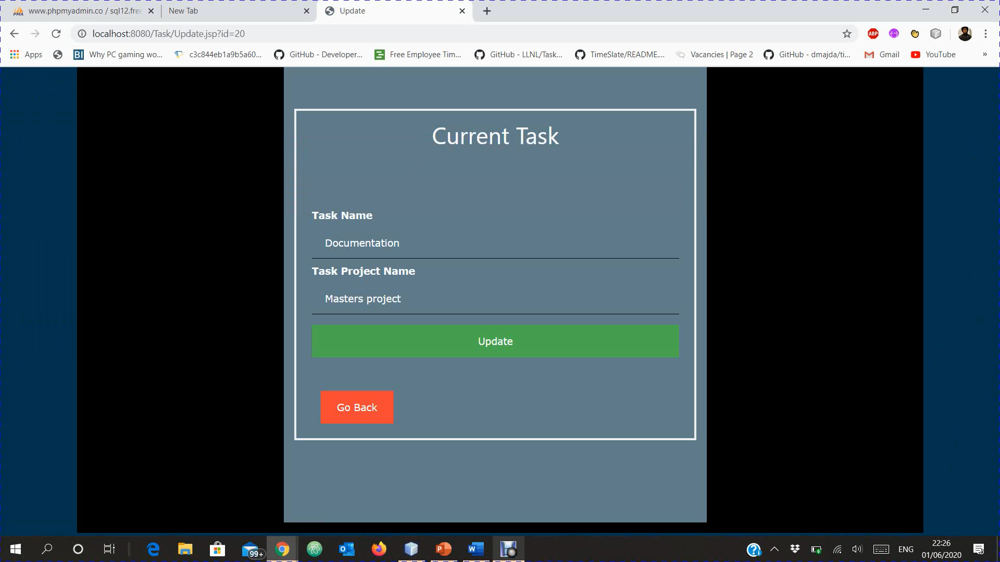 www.phpmyadmin.co / sql12.free
New Tab
Update
localhost:8080/Task/Update.jsp?id=20
ABP
Apps
BI
Why PC gaming wo...
c3c844eb1a9b5a60...
GitHub - Developer...
Free Employee Tim...
GitHub - LLNL/Task...
TimeSlate/README....
Vacancies | Page 2
GitHub - dmajda/ti...
Gmail
YouTube
»
Current Task
Task Name
Documentation
Task Project Name
Masters project
Update
Go Back
99+
ENG
22:26
01/06/2020